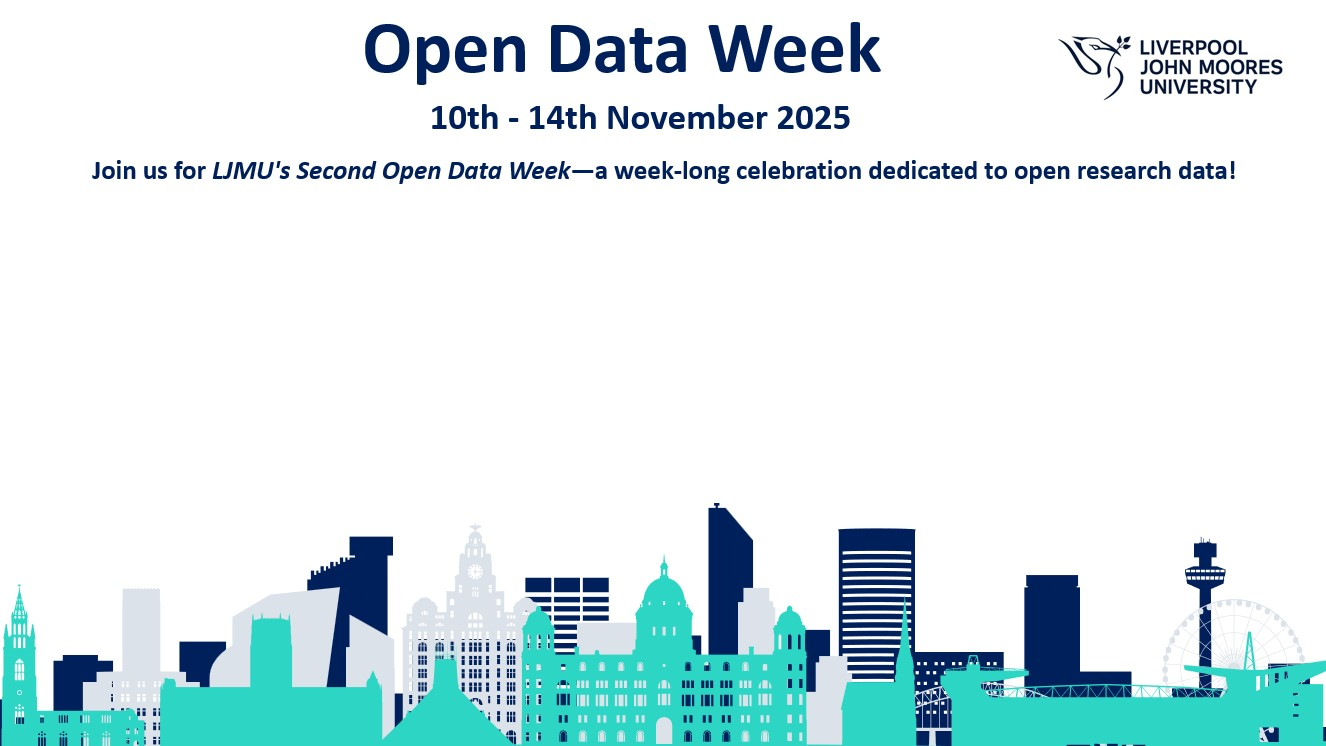 Open Data Week
LIVERPOOL
JOHN MOORES
UNIVERSITY
10th - 14th November 2025
Join us for LJMU's Second Open Data Week—a week-long celebration dedicated to open research data!